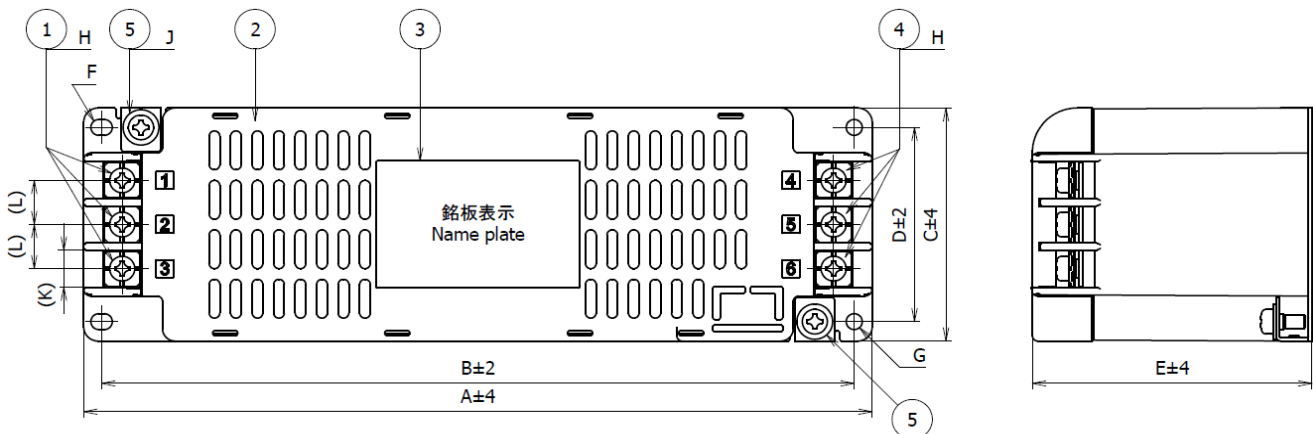 1 H 5 J 2 3 4 H
F
1
2
3
(L)
(L)
(K)
銘板表示
Name plate
4
5
6
D±2
C±4
G
B±2
A±4
5
E±4